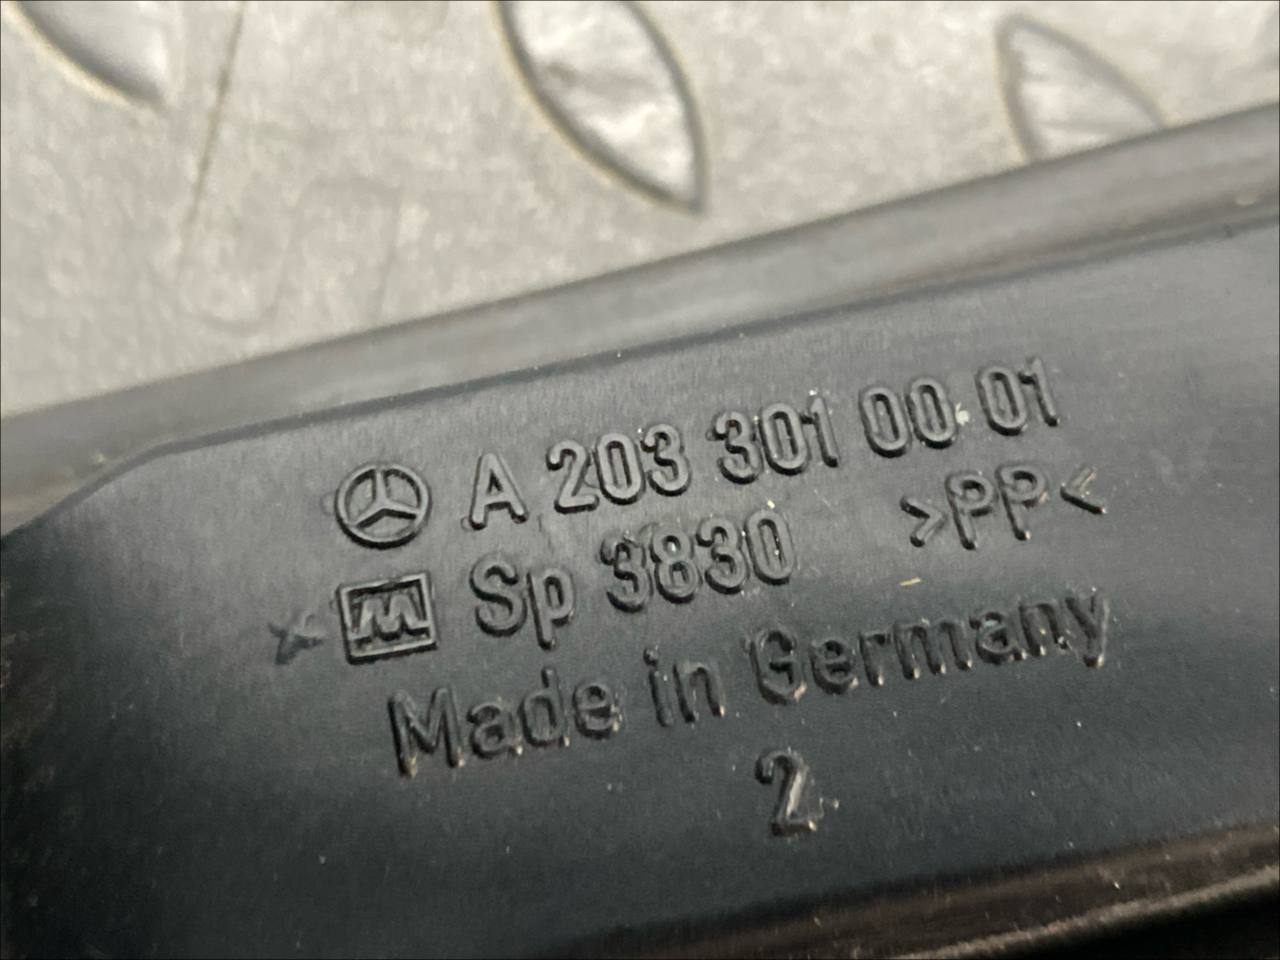 A 203 301 00 01
Sp 3830 >PP<
Made in Germany
2